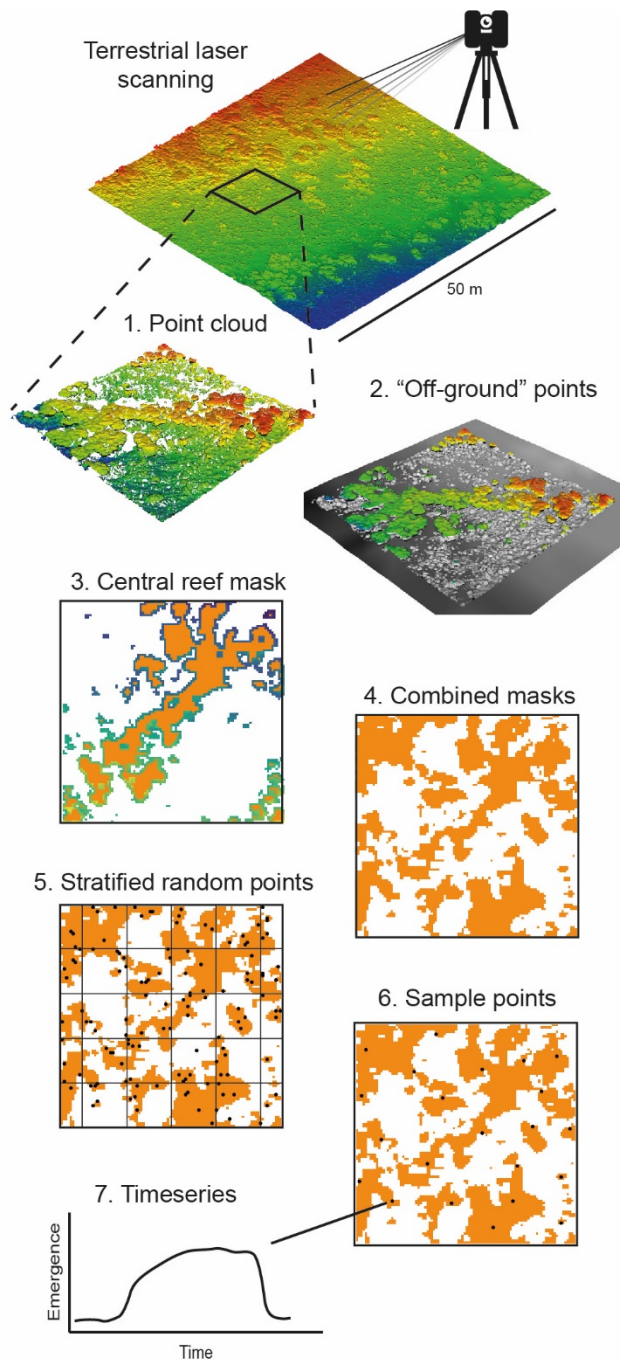 Terrestrial laser
scanning
50 m
1. Point cloud
2. “Off-ground” points
3. Central reef mask
4. Combined masks
5. Stratified random points
6. Sample points
7. Timeseries
Emergence
Time